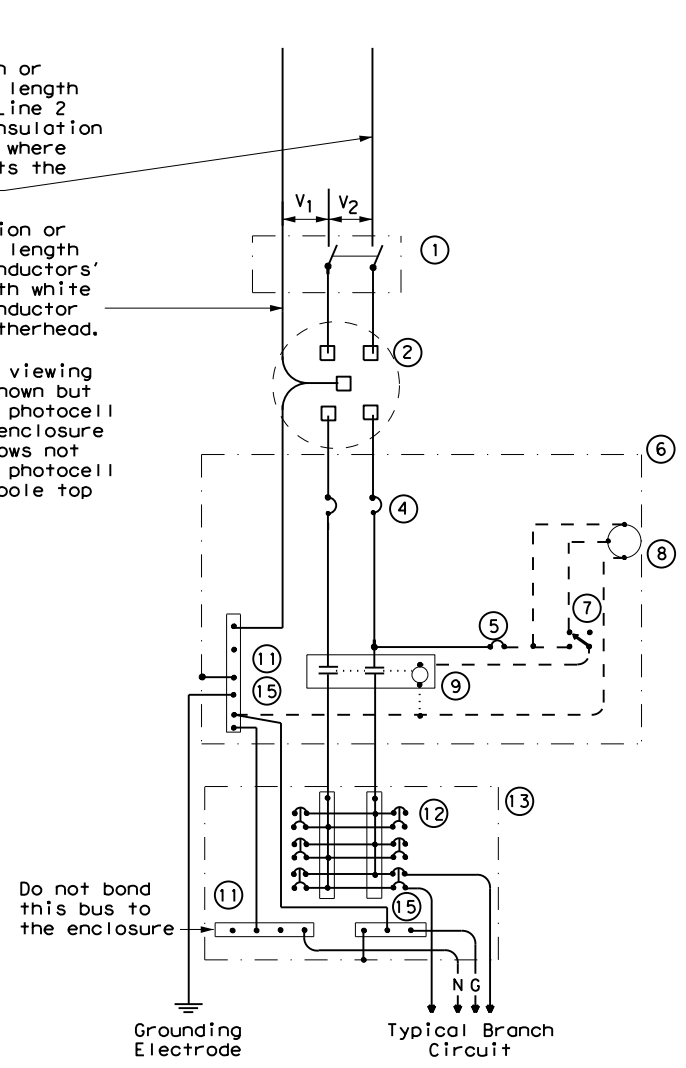 n or
length
Line 2
nsulation
where
ts the
V1
V2
ion or
length
nductors'
th white
nductor
therhead.
1
2
viewing
nown but
photocell
enclosure
ows not
photocell
pole top
6
4
8
7
5
11
9
15
13
12
Do not bond
this bus to
the enclosure
11
15
N G
Grounding
Electrode
Typical Branch
Circuit